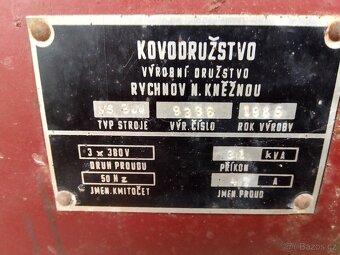 KOVODRUŽSTVO
VÝROBNÍ DRUŽSTVO
RYCHNOV N. KNĚŽNOU
9336 1986
TYP STROJE VÝR. ČÍSLO ROK VÝROBY
3 x 380V kVA
DRUH PROUDU PŘÍKON
50 Hz A
JMEN. KMITOČET JMEN. PROUD